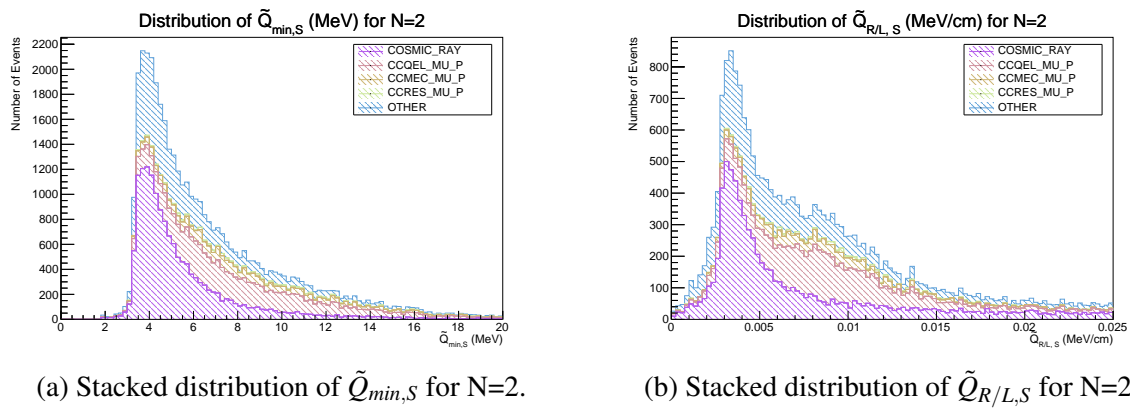 Distribution of Q̃min,S (MeV) for N=2
Number of Events
2200
2000
1800
1600
1400
1200
1000
800
600
400
200
0
COSMIC_RAY
CCQEL_MU_P
CCMEC_MU_P
CCRES_MU_P
OTHER
0 2 4 6 8 10 12 14 16 18 20
Q̃min,S (MeV)
(a) Stacked distribution of Q̃min,S for N=2.
Distribution of Q̃R/L, S (MeV/cm) for N=2
Number of Events
800
700
600
500
400
300
200
100
0
COSMIC_RAY
CCQEL_MU_P
CCMEC_MU_P
CCRES_MU_P
OTHER
0 0.005 0.01 0.015 0.02 0.025
Q̃R/L, S (MeV/cm)
(b) Stacked distribution of Q̃R/L,S for N=2